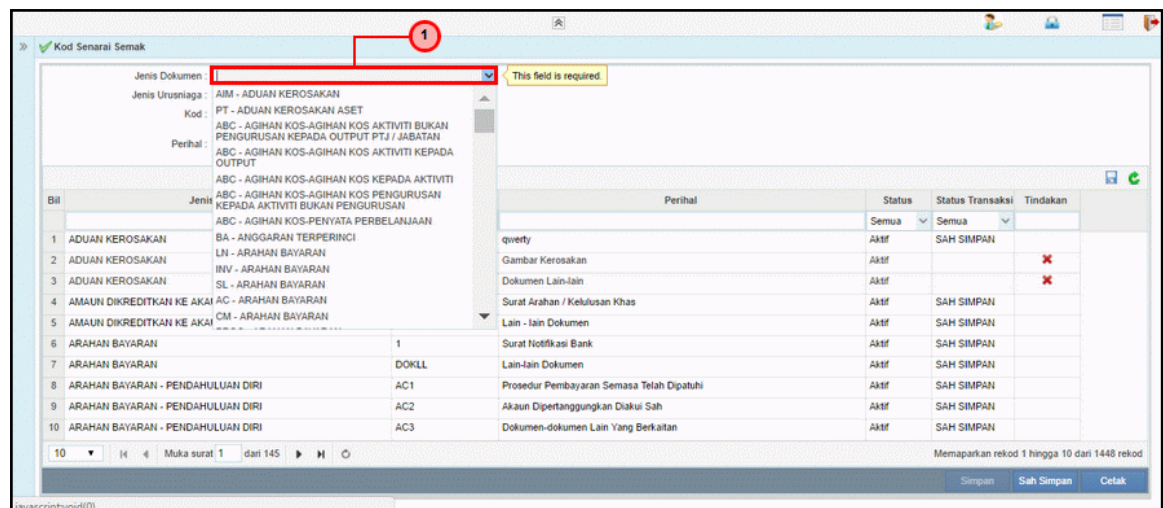 1
Kod Senarai Semak
Jenis Dokumen :
This field is required.
Jenis Urusniaga :
Kod :
Perihal :
AIM - ADUAN KEROSAKAN
PT - ADUAN KEROSAKAN ASET
ABC - AGIHAN KOS-AGIHAN KOS AKTIVITI BUKAN
PENGURUSAN KEPADA OUTPUT PTJ / JABATAN
ABC - AGIHAN KOS-AGIHAN KOS AKTIVITI KEPADA
OUTPUT
ABC - AGIHAN KOS-AGIHAN KOS KEPADA AKTIVITI
ABC - AGIHAN KOS-AGIHAN KOS PENGURUSAN
KEPADA AKTIVITI BUKAN PENGURUSAN
ABC - AGIHAN KOS-PENYATA PERBELANJAAN
BA - ANGGARAN TERPERINCI
LN - ARAHAN BAYARAN
INV - ARAHAN BAYARAN
SL - ARAHAN BAYARAN
AC - ARAHAN BAYARAN
CM - ARAHAN BAYARAN
Bil Jenis Perihal Status Status Transaksi Tindakan
Semua Semua
1 ADUAN KEROSAKAN qwerty Aktif SAH SIMPAN
2 ADUAN KEROSAKAN Gambar Kerosakan Aktif
3 ADUAN KEROSAKAN Dokumen Lain-lain Aktif
4 AMAUN DIKREDITKAN KE AKA Surat Arahan / Kelulusan Khas Aktif SAH SIMPAN
5 AMAUN DIKREDITKAN KE AKA Lain - lain Dokumen Aktif SAH SIMPAN
6 ARAHAN BAYARAN 1 Surat Notifikasi Bank Aktif SAH SIMPAN
7 ARAHAN BAYARAN DOKLL Lain-lain Dokumen Aktif SAH SIMPAN
8 ARAHAN BAYARAN - PENDAHULUAN DIRI AC1 Prosedur Pembayaran Semasa Telah Dipatuhi Aktif SAH SIMPAN
9 ARAHAN BAYARAN - PENDAHULUAN DIRI AC2 Akaun Dipertanggungkan Diakui Sah Aktif SAH SIMPAN
10 ARAHAN BAYARAN - PENDAHULUAN DIRI AC3 Dokumen-dokumen Lain Yang Berkaitan Aktif SAH SIMPAN
10 Muka surat 1 dari 145 Memaparkan rekod 1 hingga 10 dari 1448 rekod
Simpan Sah Simpan Cetak
javascript:void(0)